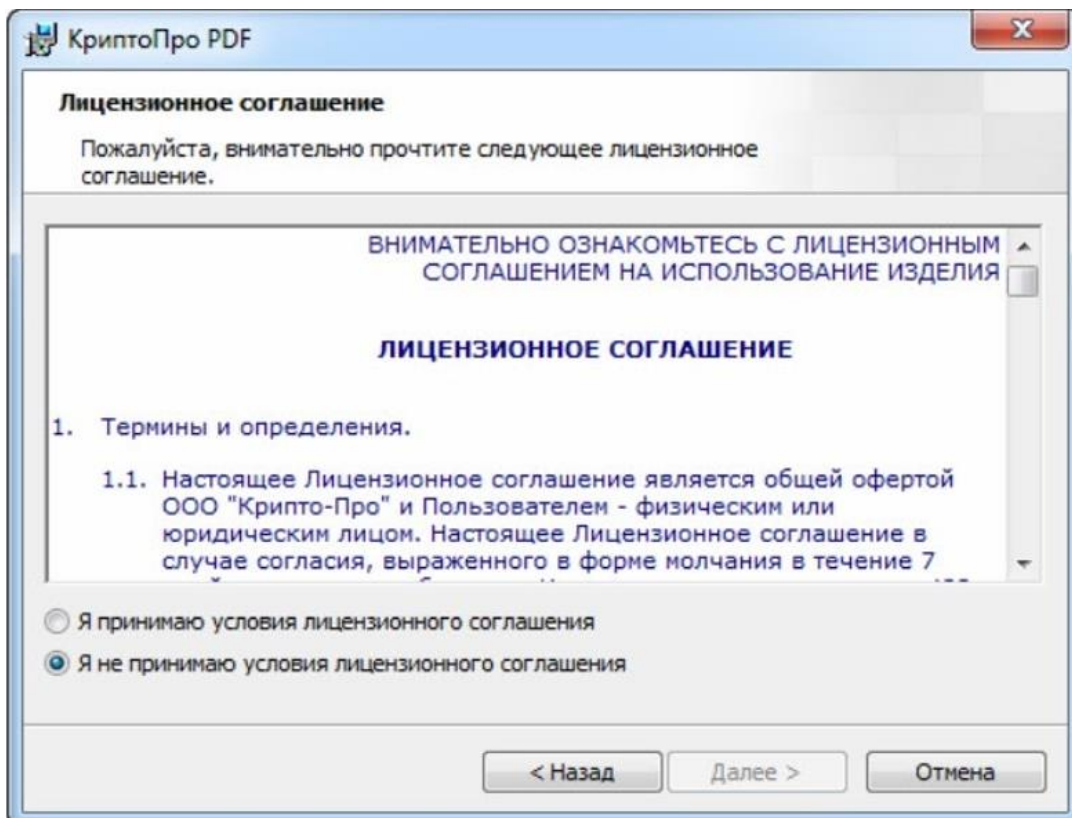 КриптоПро PDF
Лицензионное соглашение
Пожалуйста, внимательно прочтите следующее лицензионное
соглашение.
ВНИМАТЕЛЬНО ОЗНАКОМЬТЕСЬ С ЛИЦЕНЗИОННЫМ
СОГЛАШЕНИЕМ НА ИСПОЛЬЗОВАНИЕ ИЗДЕЛИЯ
ЛИЦЕНЗИОННОЕ СОГЛАШЕНИЕ
1. Термины и определения.
1.1. Настоящее Лицензионное соглашение является общей офертой
ООО "Крипто-Про" и Пользователем - физическим или
юридическим лицом. Настоящее Лицензионное соглашение в
случае согласия, выраженного в форме молчания в течение 7
Я принимаю условия лицензионного соглашения
Я не принимаю условия лицензионного соглашения
< Назад
Далее >
Отмена